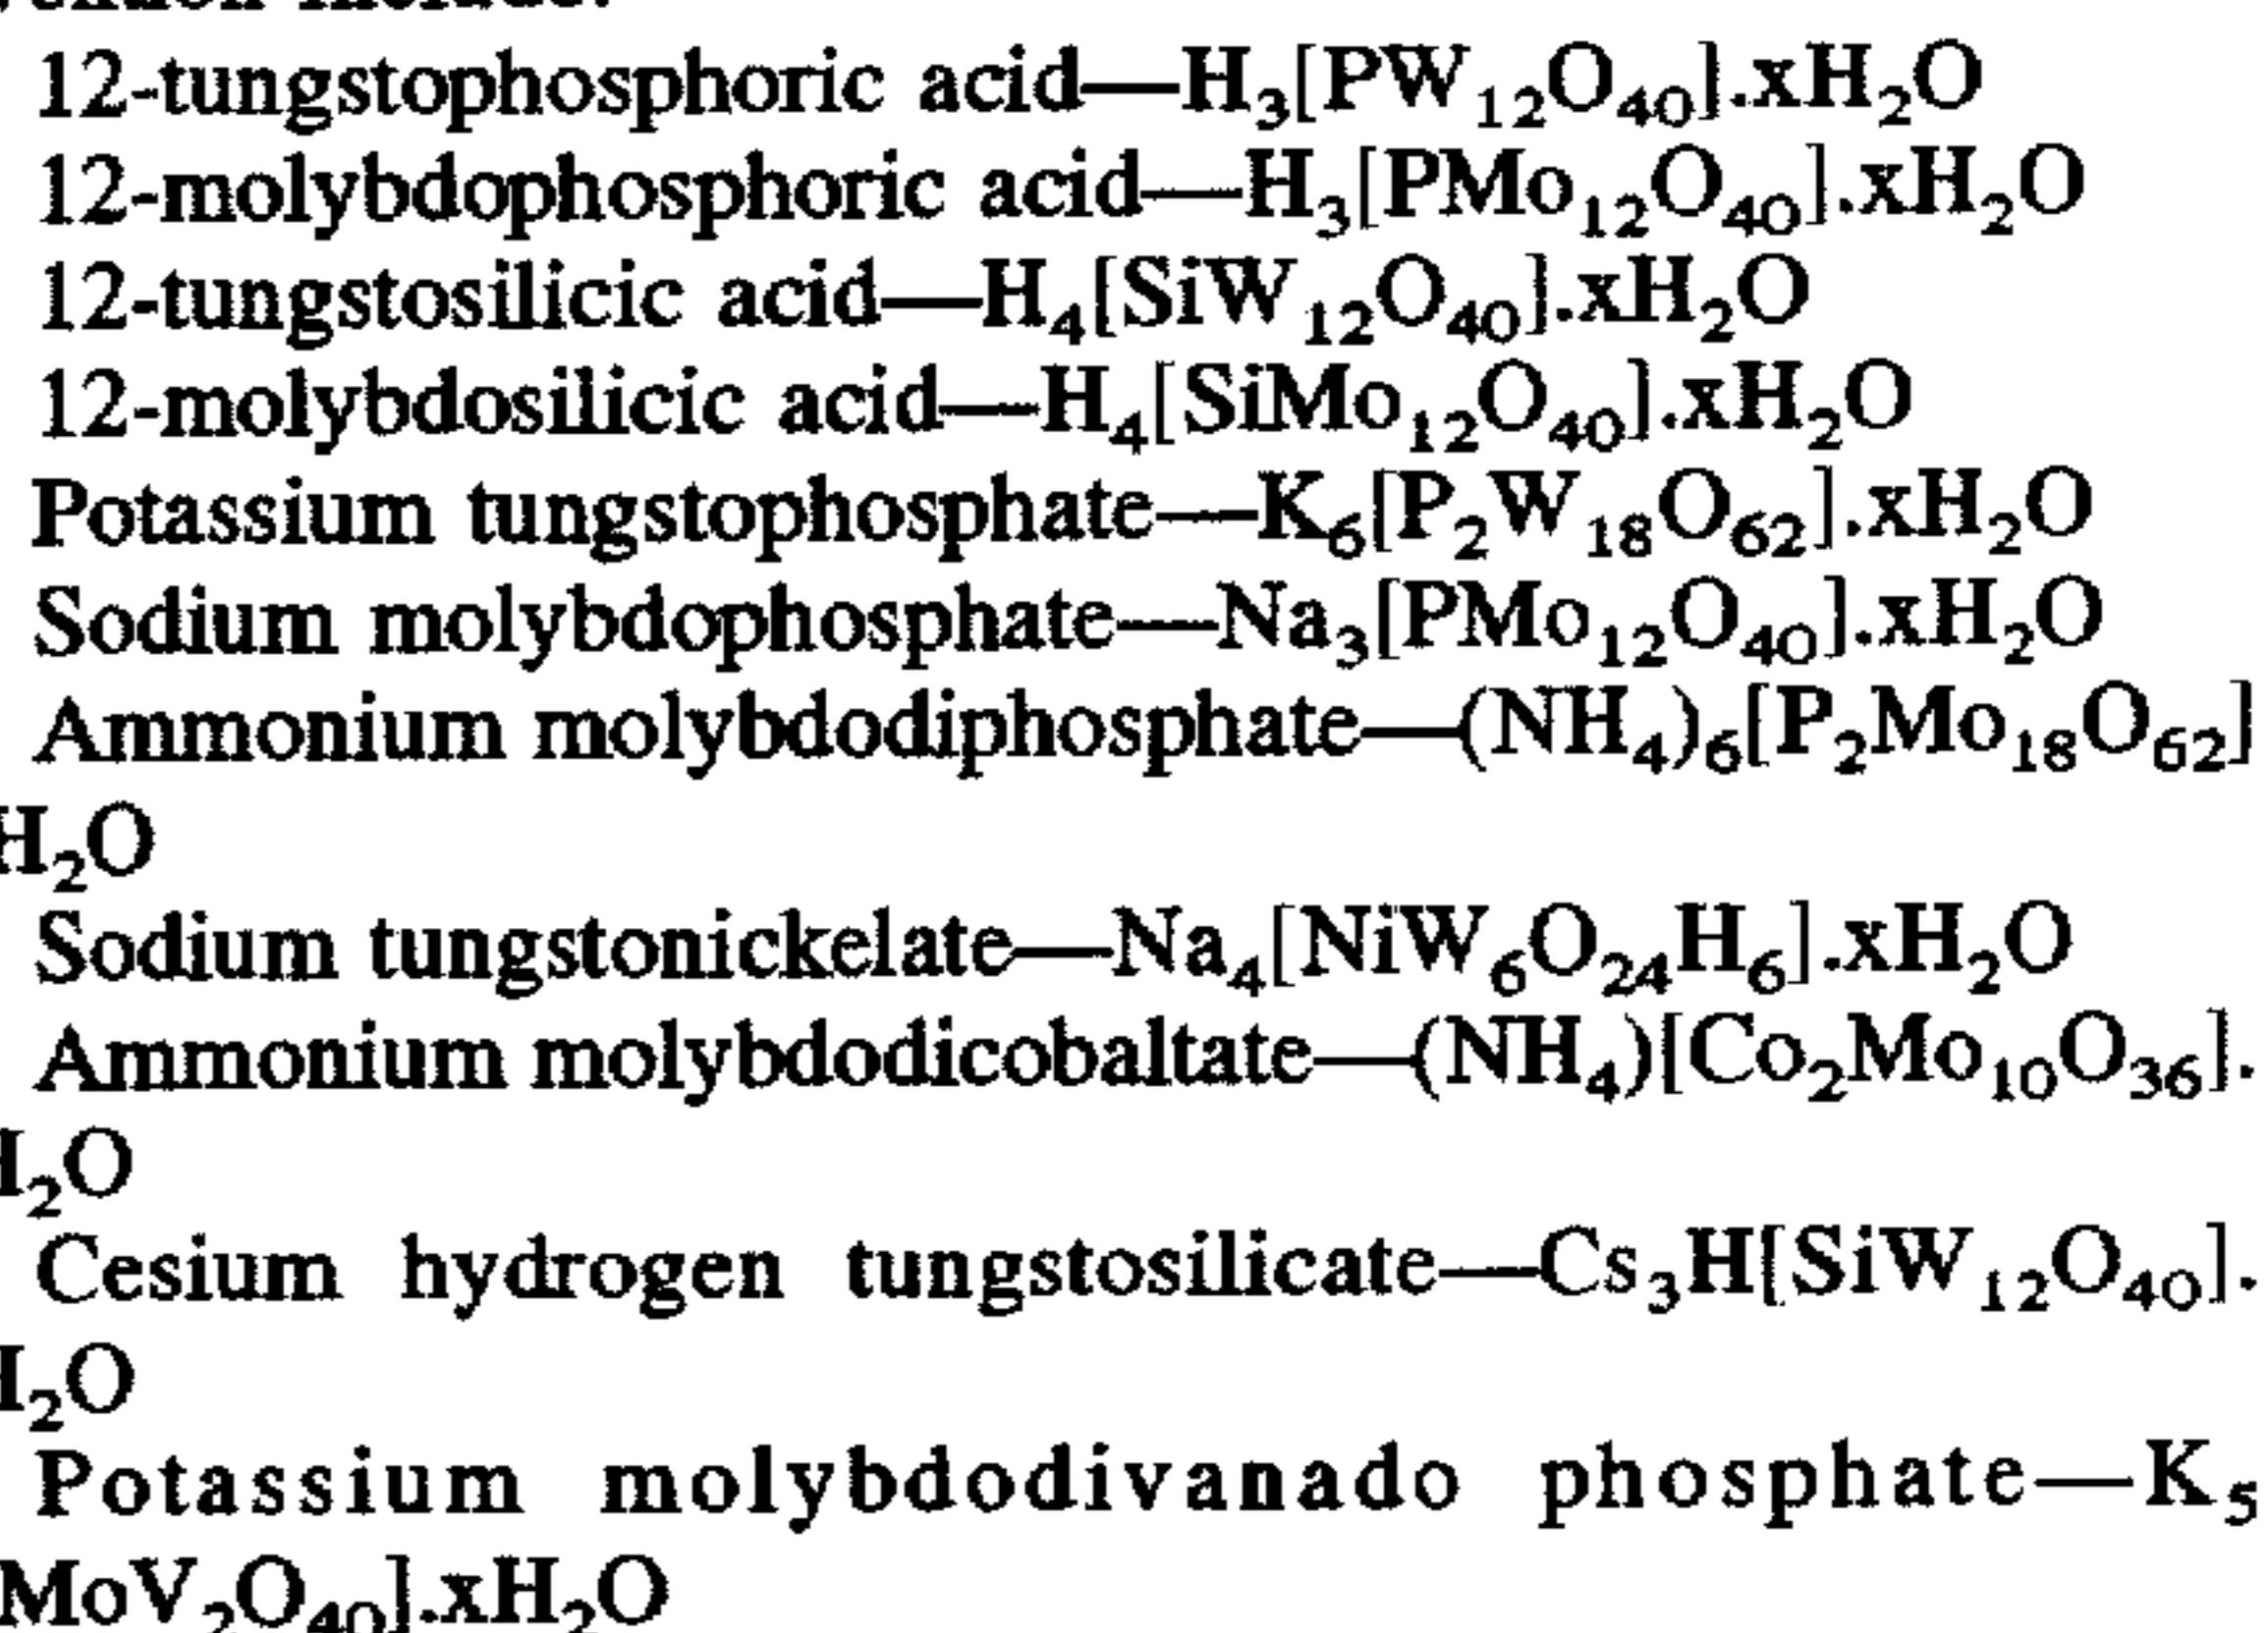 include:
12-tungstophosphoric acid—H₃[PW₁₂O₄₀].xH₂O
12-molybdophosphoric acid—H₃[PMo₁₂O₄₀].xH₂O
12-tungstosilicic acid—H₄[SiW₁₂O₄₀].xH₂O
12-molybdosilicic acid—H₄[SiMo₁₂O₄₀].xH₂O
Potassium tungstophosphate—K₆[P₂W₁₈O₆₂].xH₂O
Sodium molybdophosphate—Na₃[PMo₁₂O₄₀].xH₂O
Ammonium molybdodiphosphate—(NH₄)₆[P₂Mo₁₈O₆₂]
H₂O
Sodium tungstonickelate—Na₄[NiW₆O₂₄H₆].xH₂O
Ammonium molybdodicobaltate—(NH₄)[Co₂Mo₁₀O₃₆].
H₂O
Cesium hydrogen tungstosilicate—Cs₃H[SiW₁₂O₄₀].
H₂O
Potassium molybdodivanado phosphate—K₅
MoV₂O₄₀].xH₂O